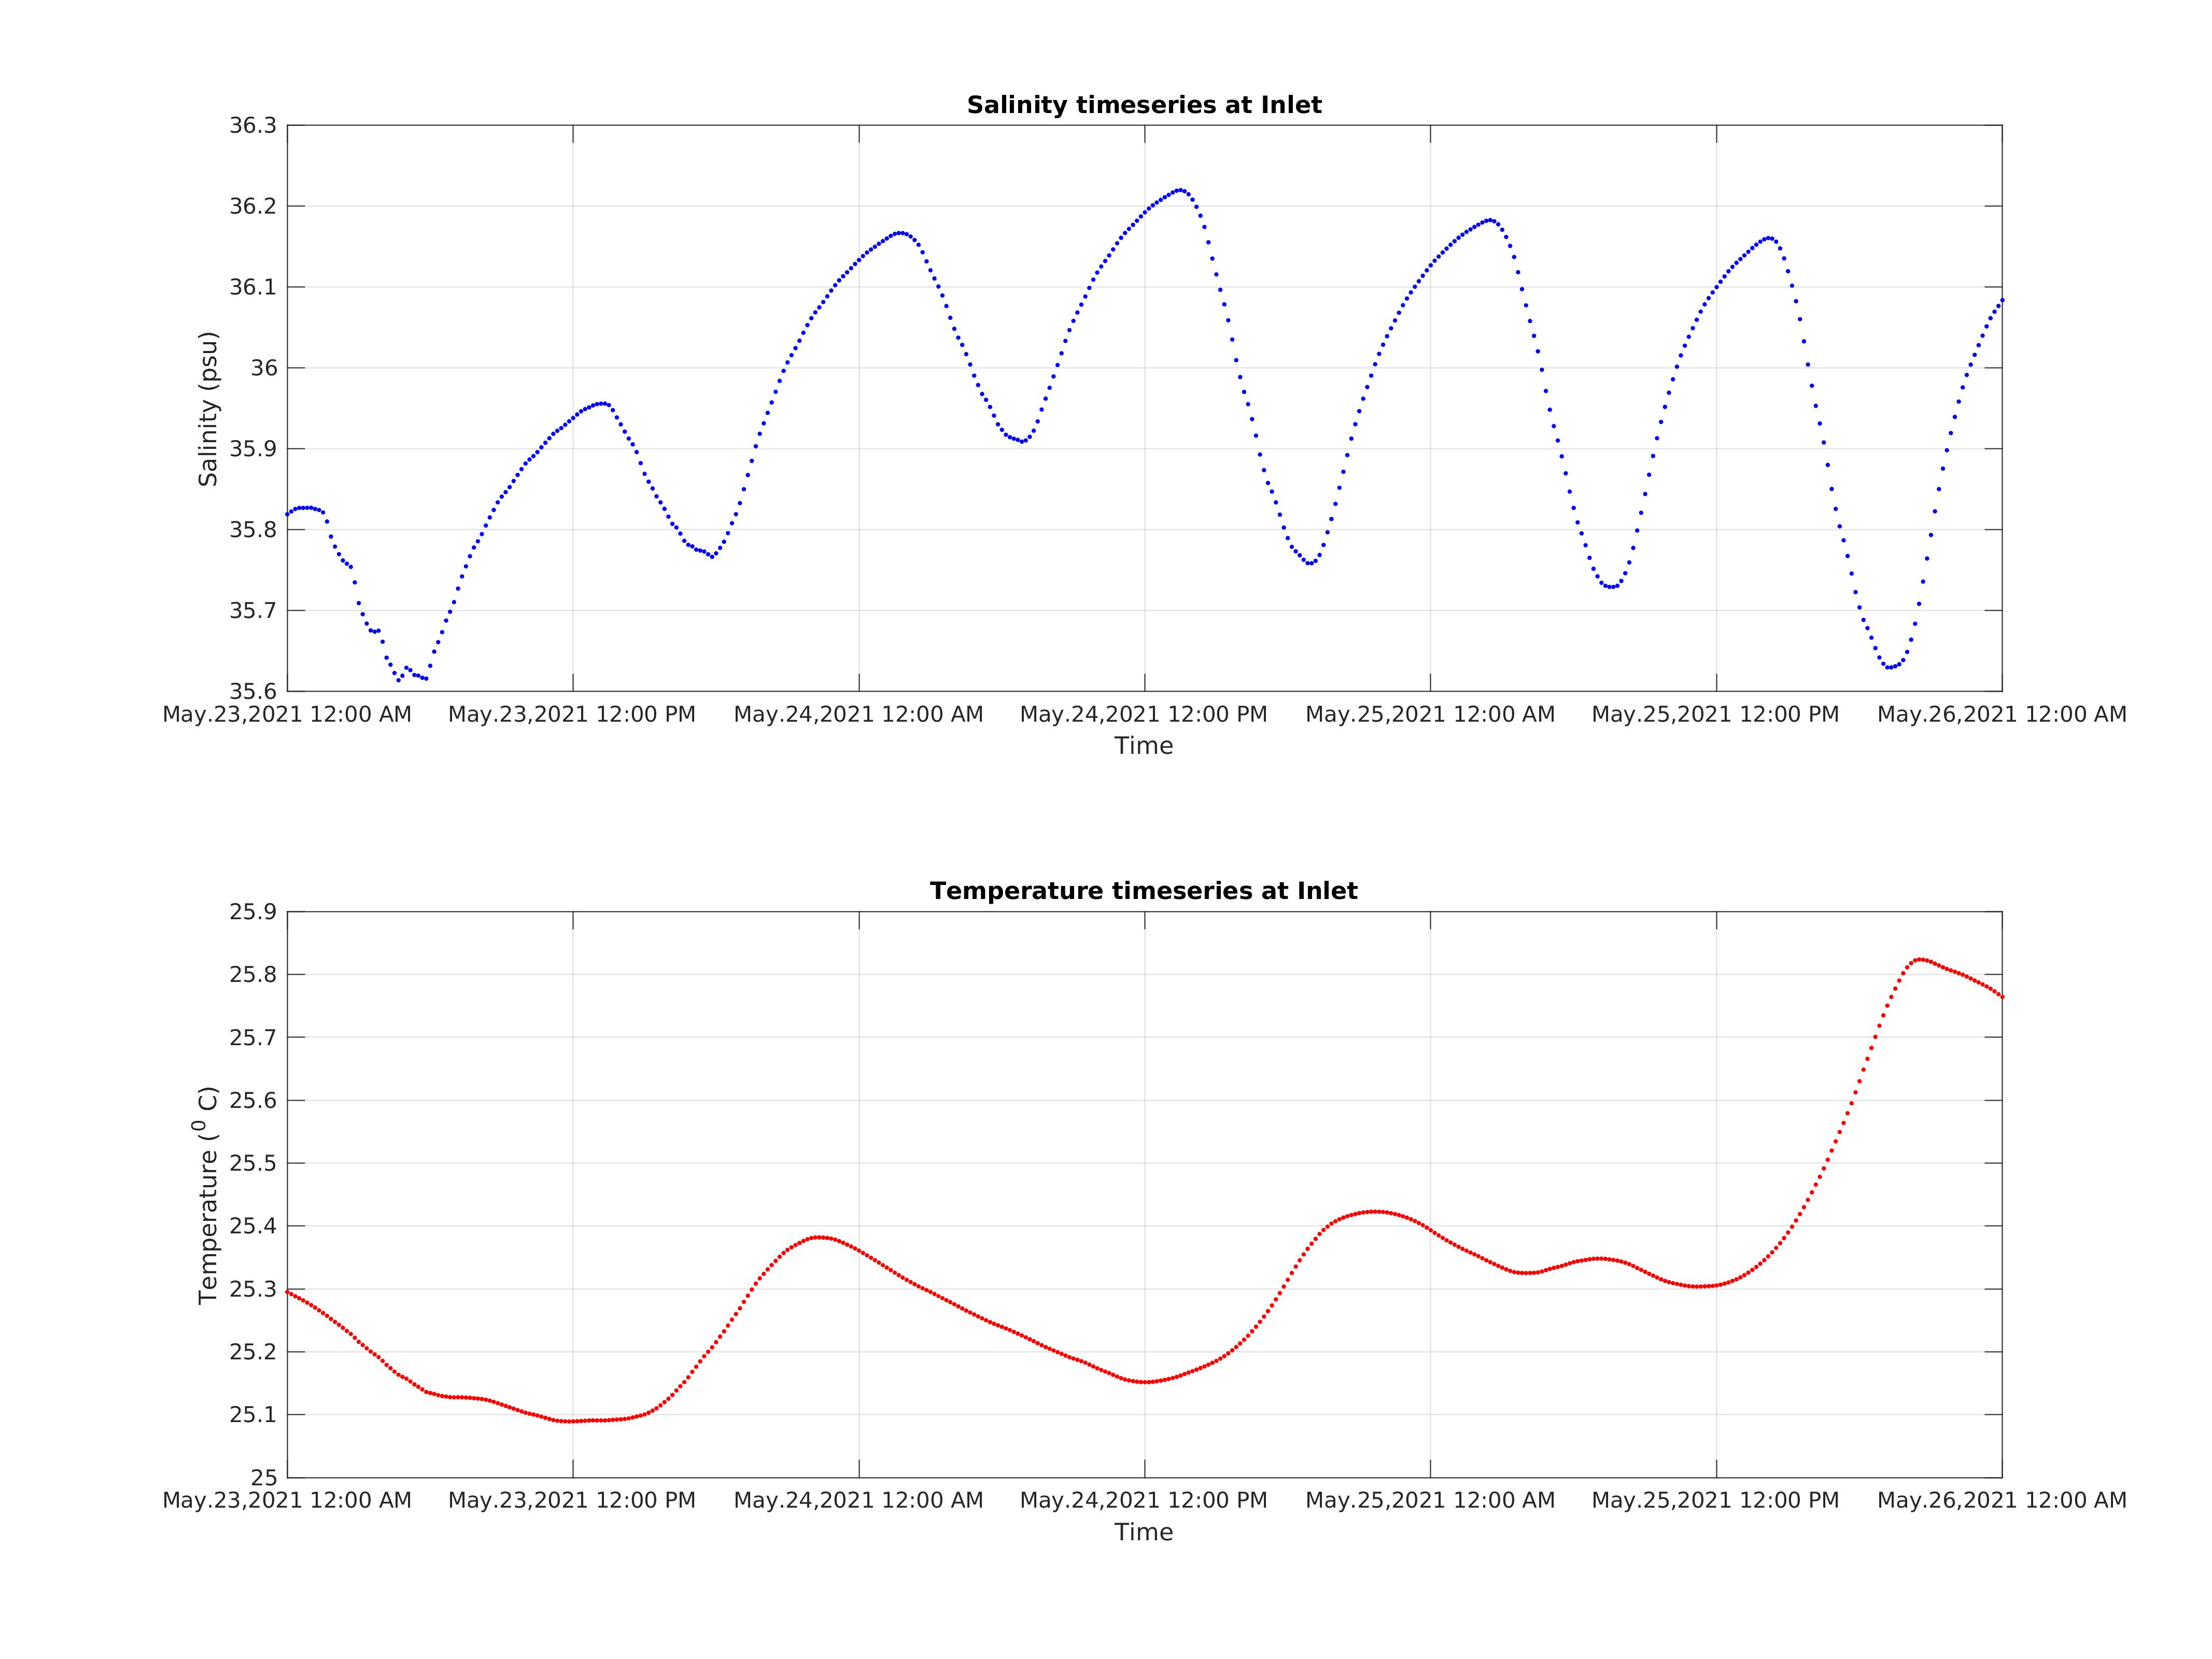 Salinity timeseries at Inlet
36.3
36.2
36.1
36
35.9
35.8
35.7
35.6
Salinity (psu)
May.23,2021 12:00 AM May.23,2021 12:00 PM May.24,2021 12:00 AM May.24,2021 12:00 PM May.25,2021 12:00 AM May.25,2021 12:00 PM May.26,2021 12:00 AM
Time
Temperature timeseries at Inlet
25.9
25.8
25.7
25.6
25.5
25.4
25.3
25.2
25.1
25
Temperature (⁰ C)
May.23,2021 12:00 AM May.23,2021 12:00 PM May.24,2021 12:00 AM May.24,2021 12:00 PM May.25,2021 12:00 AM May.25,2021 12:00 PM May.26,2021 12:00 AM
Time